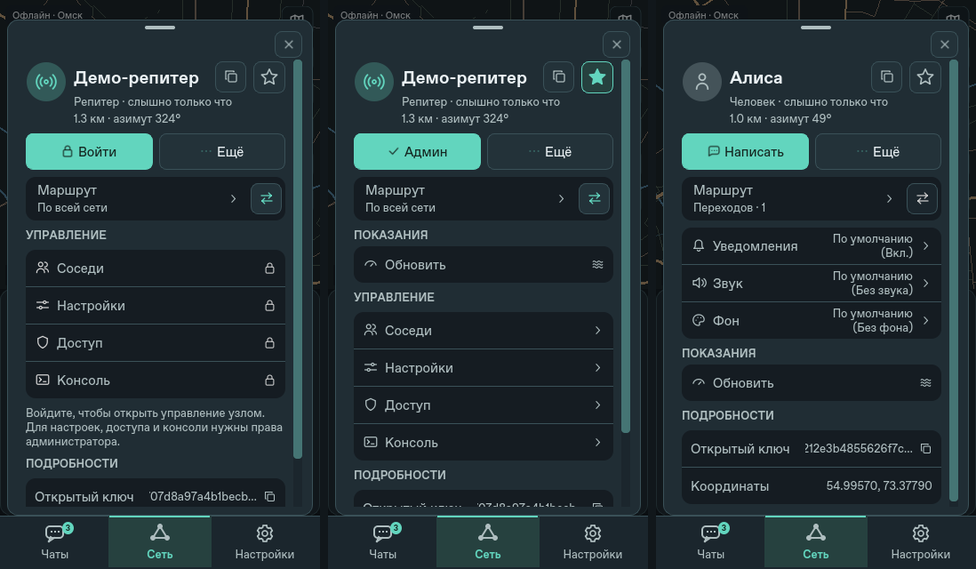 Офлайн · Омск
Демо-репитер
Репитер · слышно только что
1.3 км · азимут 324°
Войти
··· Ещё
Маршрут
По всей сети
УПРАВЛЕНИЕ
Соседи
Настройки
Доступ
Консоль
Войдите, чтобы открыть управление узлом.
Для настроек, доступа и консоли нужны права
администратора.
ПОДРОБНОСТИ
Открытый ключ 07d8a97a4b1becb...
3
Чаты
Сеть
Настройки
Офлайн · Омск
Демо-репитер
Репитер · слышно только что
1.3 км · азимут 324°
Админ
··· Ещё
Маршрут
По всей сети
ПОКАЗАНИЯ
Обновить
УПРАВЛЕНИЕ
Соседи
Настройки
Доступ
Консоль
ПОДРОБНОСТИ
Открытый ключ 07d8a97a4b1becb...
3
Чаты
Сеть
Настройки
Офлайн · Омск
Алиса
Человек · слышно только что
1.0 км · азимут 49°
Написать
··· Ещё
Маршрут
Переходов · 1
Уведомления По умолчанию
(Вкл.)
Звук По умолчанию
(Без звука)
Фон По умолчанию
(Без фона)
ПОКАЗАНИЯ
Обновить
ПОДРОБНОСТИ
Открытый ключ 212e3b4855626f7c...
Координаты 54.99570, 73.37790
3
Чаты
Сеть
Настройки